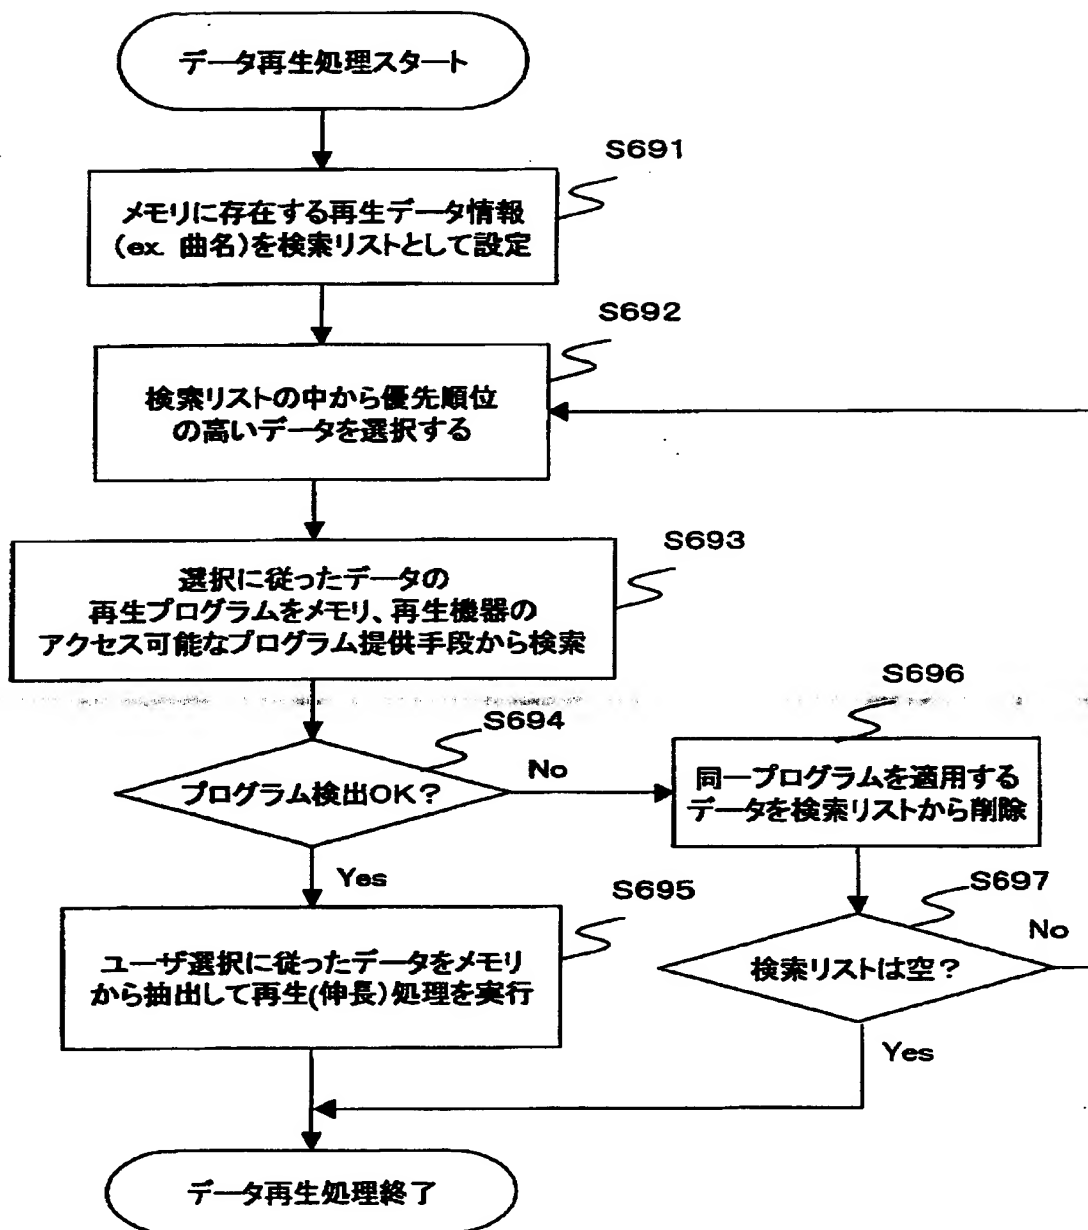 データ再生処理スタート
S691
メモリに存在する再生データ情報
(ex. 曲名)を検索リストとして設定
S692
検索リストの中から優先順位
の高いデータを選択する
S693
選択に従ったデータの
再生プログラムをメモリ、再生機器の
アクセス可能なプログラム提供手段から検索
S694
プログラム検出OK?
No
Yes
S696
同一プログラムを適用する
データを検索リストから削除
S695
ユーザ選択に従ったデータをメモリ
から抽出して再生(伸長)処理を実行
S697
検索リストは空?
No
Yes
データ再生処理終了